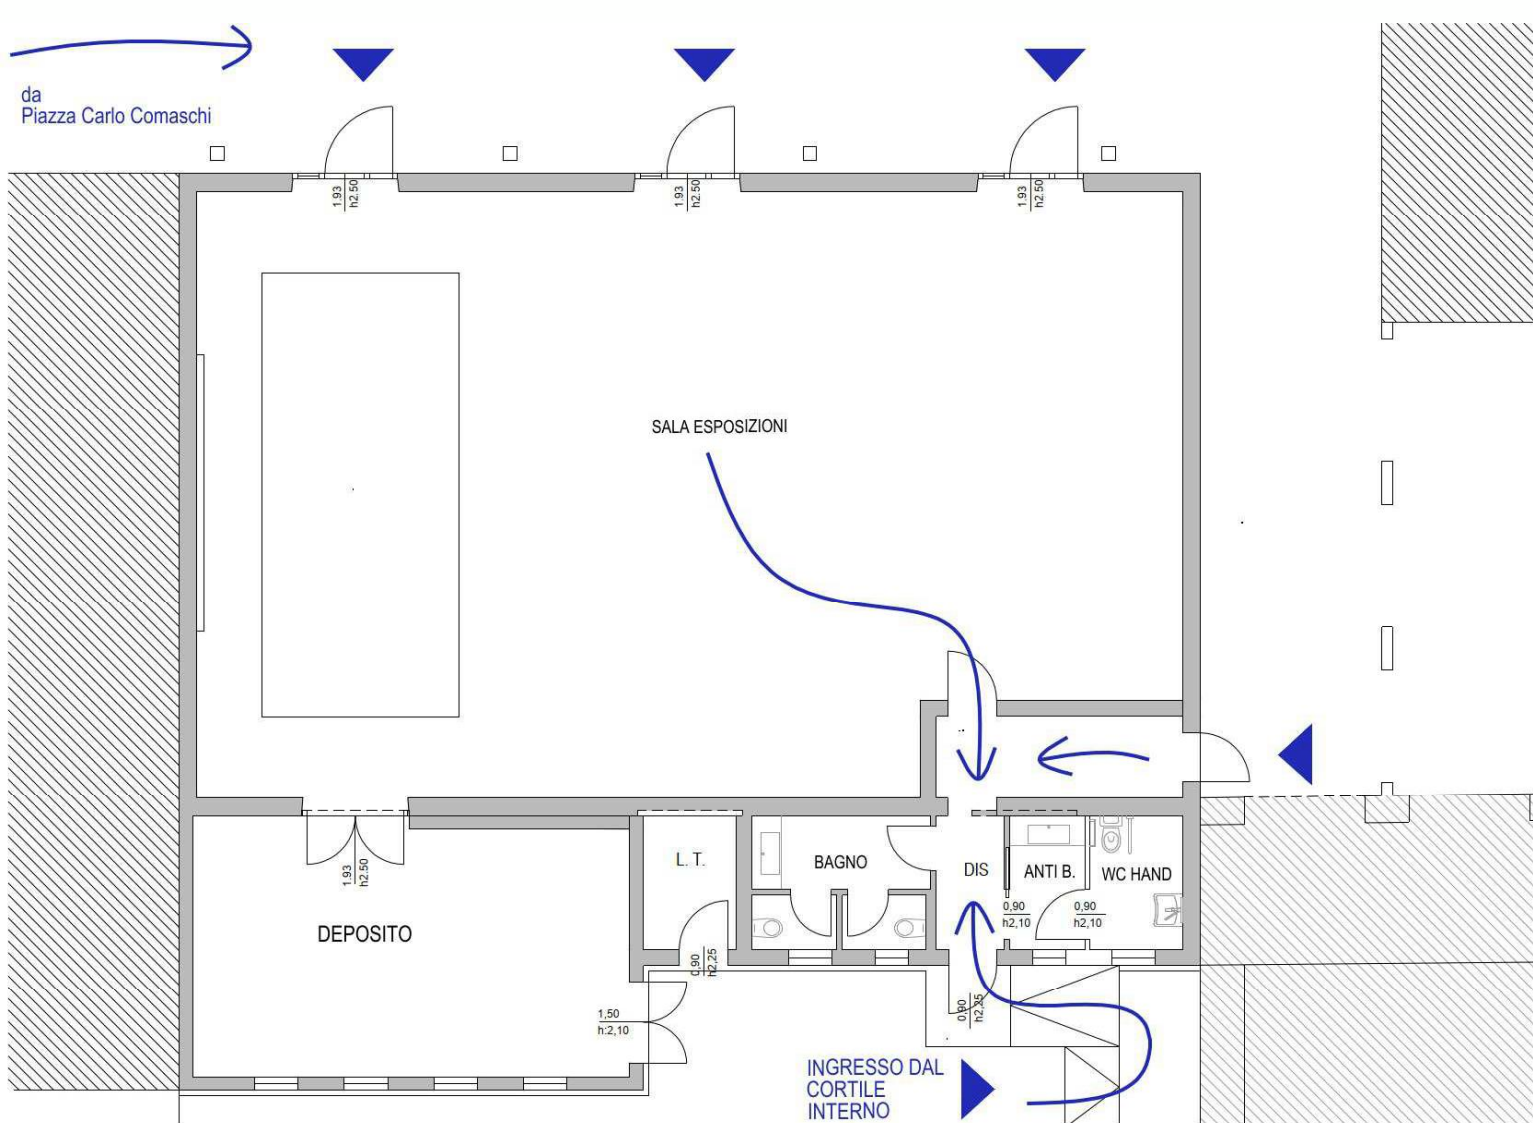 da
Piazza Carlo Comaschi
1.93
h2.50
1.93
h2.50
1.93
h2.50
SALA ESPOSIZIONI
L. T.
BAGNO
DIS
ANTI B.
WC HAND
1.93
h2.50
0,90
h2,10
0,90
h2,10
DEPOSITO
0,90
h2,25
0,90
h2,25
1,50
h:2,10
INGRESSO DAL
CORTILE
INTERNO